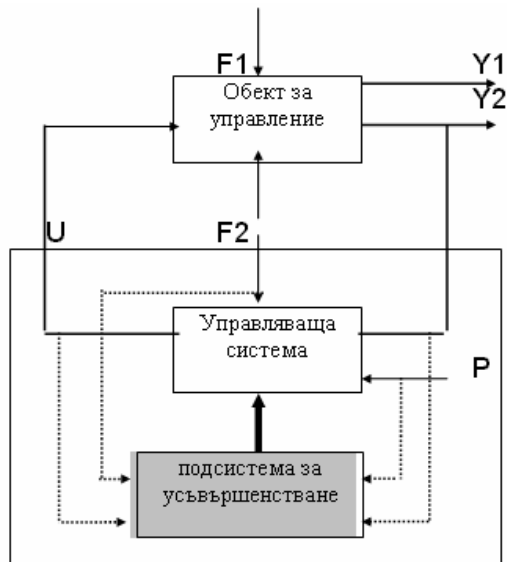 F1
Y1
Обект за
управление
Y2
U
F2
Управляваща
система
P
подсистема за
усъвършенстване